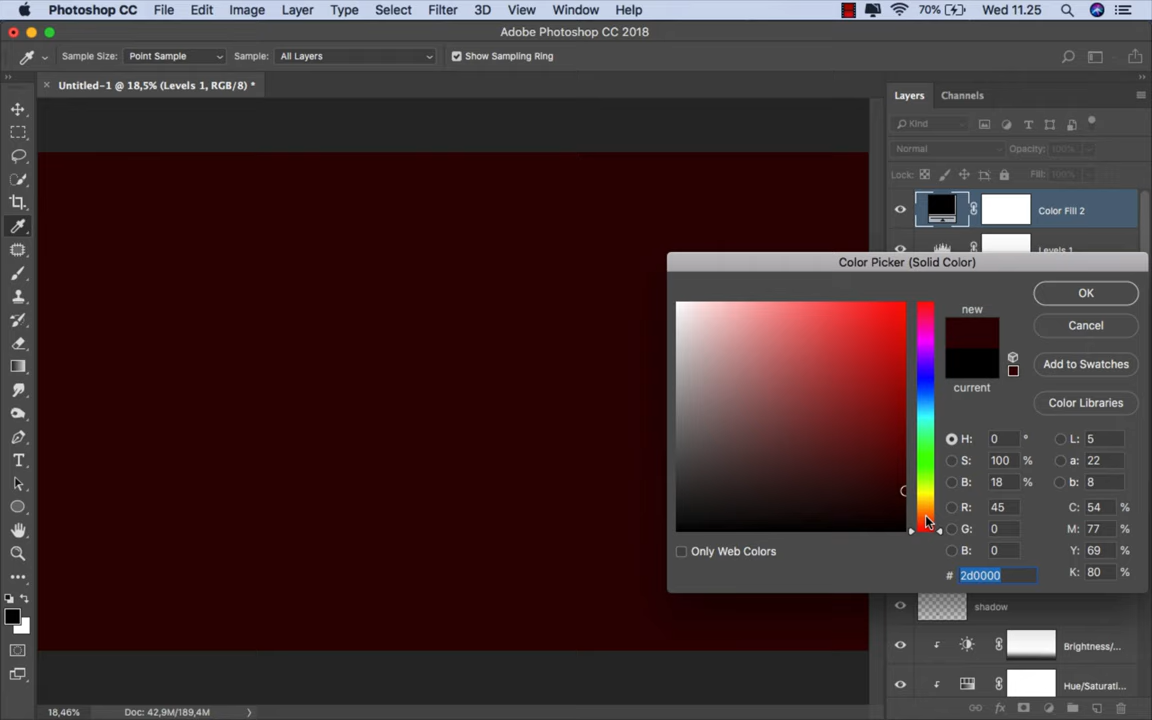 Photoshop CC File Edit Image Layer Type Select Filter 3D View Window Help 70% Wed 11.25
Adobe Photoshop CC 2018
Sample Size: Point Sample Sample: All Layers Show Sampling Ring
Untitled-1 @ 18,5% (Levels 1, RGB/8) *
Layers Channels
Kind
Normal Opacity: 100%
Lock: Fill: 100%
Color Fill 2
Levels 1
Color Picker (Solid Color)
new
current
OK
Cancel
Add to Swatches
Color Libraries
H: 0 ° L: 5
S: 100 % a: 22
B: 18 % b: 8
R: 45 C: 54 %
G: 0 M: 77 %
B: 0 Y: 69 %
# 2d0000 K: 80 %
Only Web Colors
shadow
Brightness/...
Hue/Saturati...
18,46% Doc: 42,9M/189,4M